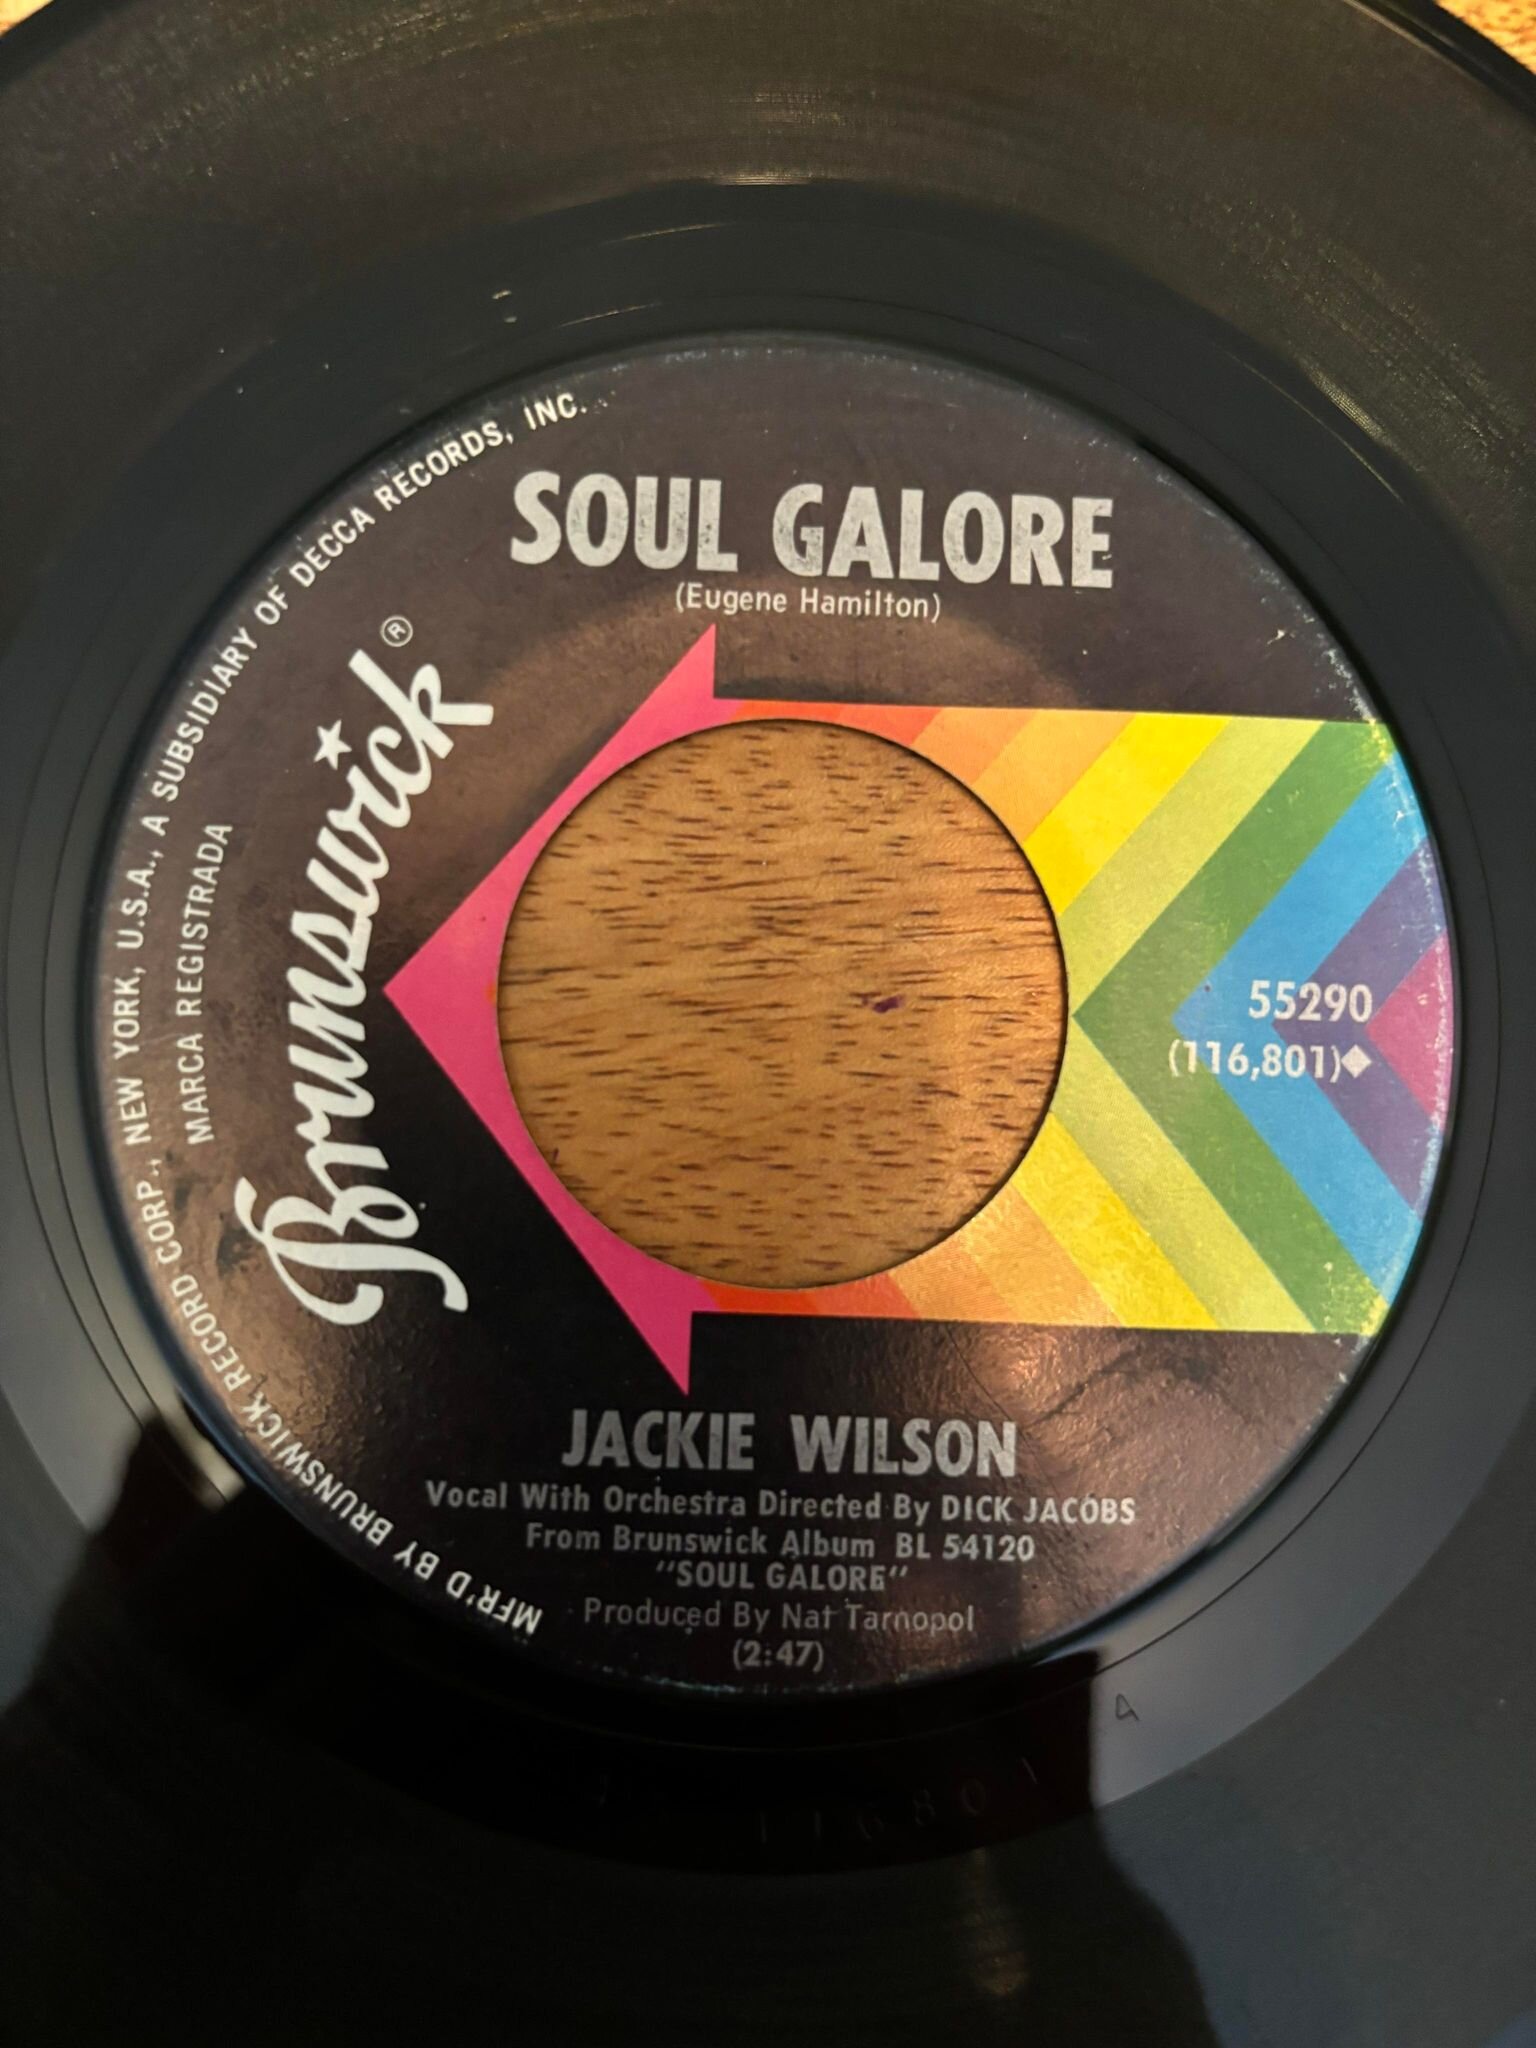 SOUL GALORE
(Eugene Hamilton)
Brunswick®
MFR'D BY BRUNSWICK RECORD CORP., NEW YORK, U.S.A., A SUBSIDIARY OF DECCA RECORDS, INC.
MARCA REGISTRADA
55290
(116,801)◆
JACKIE WILSON
Vocal With Orchestra Directed By DICK JACOBS
From Brunswick Album BL 54120
"SOUL GALORE"
Produced By Nat Tarnopol
(2:47)